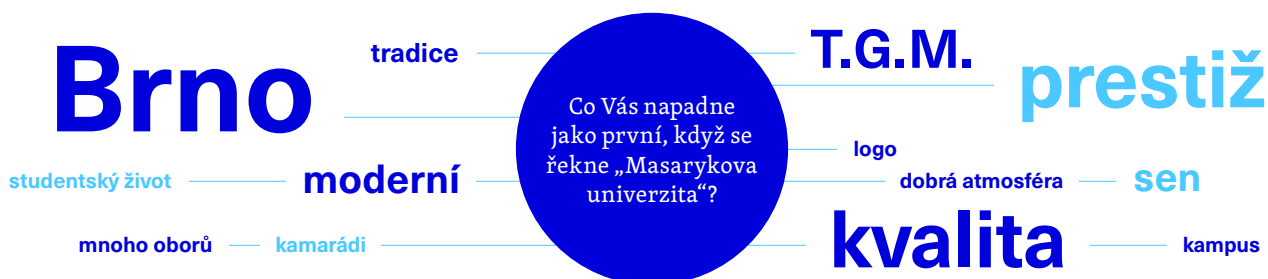 Brno
tradice
T.G.M.
prestiž
Co Vás napadne
jako první, když se
řekne „Masarykova
univerzita“?
logo
studentský život
moderní
dobrá atmosféra
sen
mnoho oborů
kamarádi
kvalita
kampus